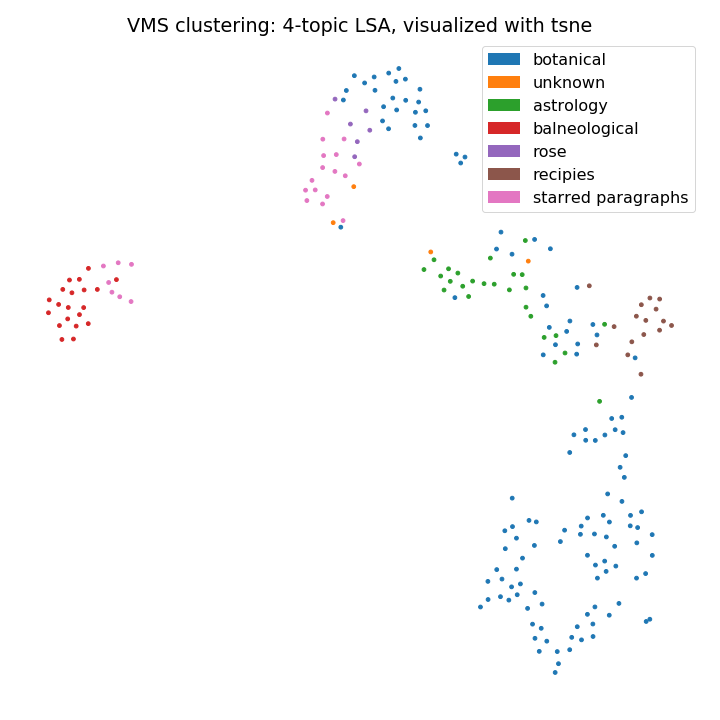 VMS clustering: 4-topic LSA, visualized with tsne
botanical
unknown
astrology
balneological
rose
recipies
starred paragraphs